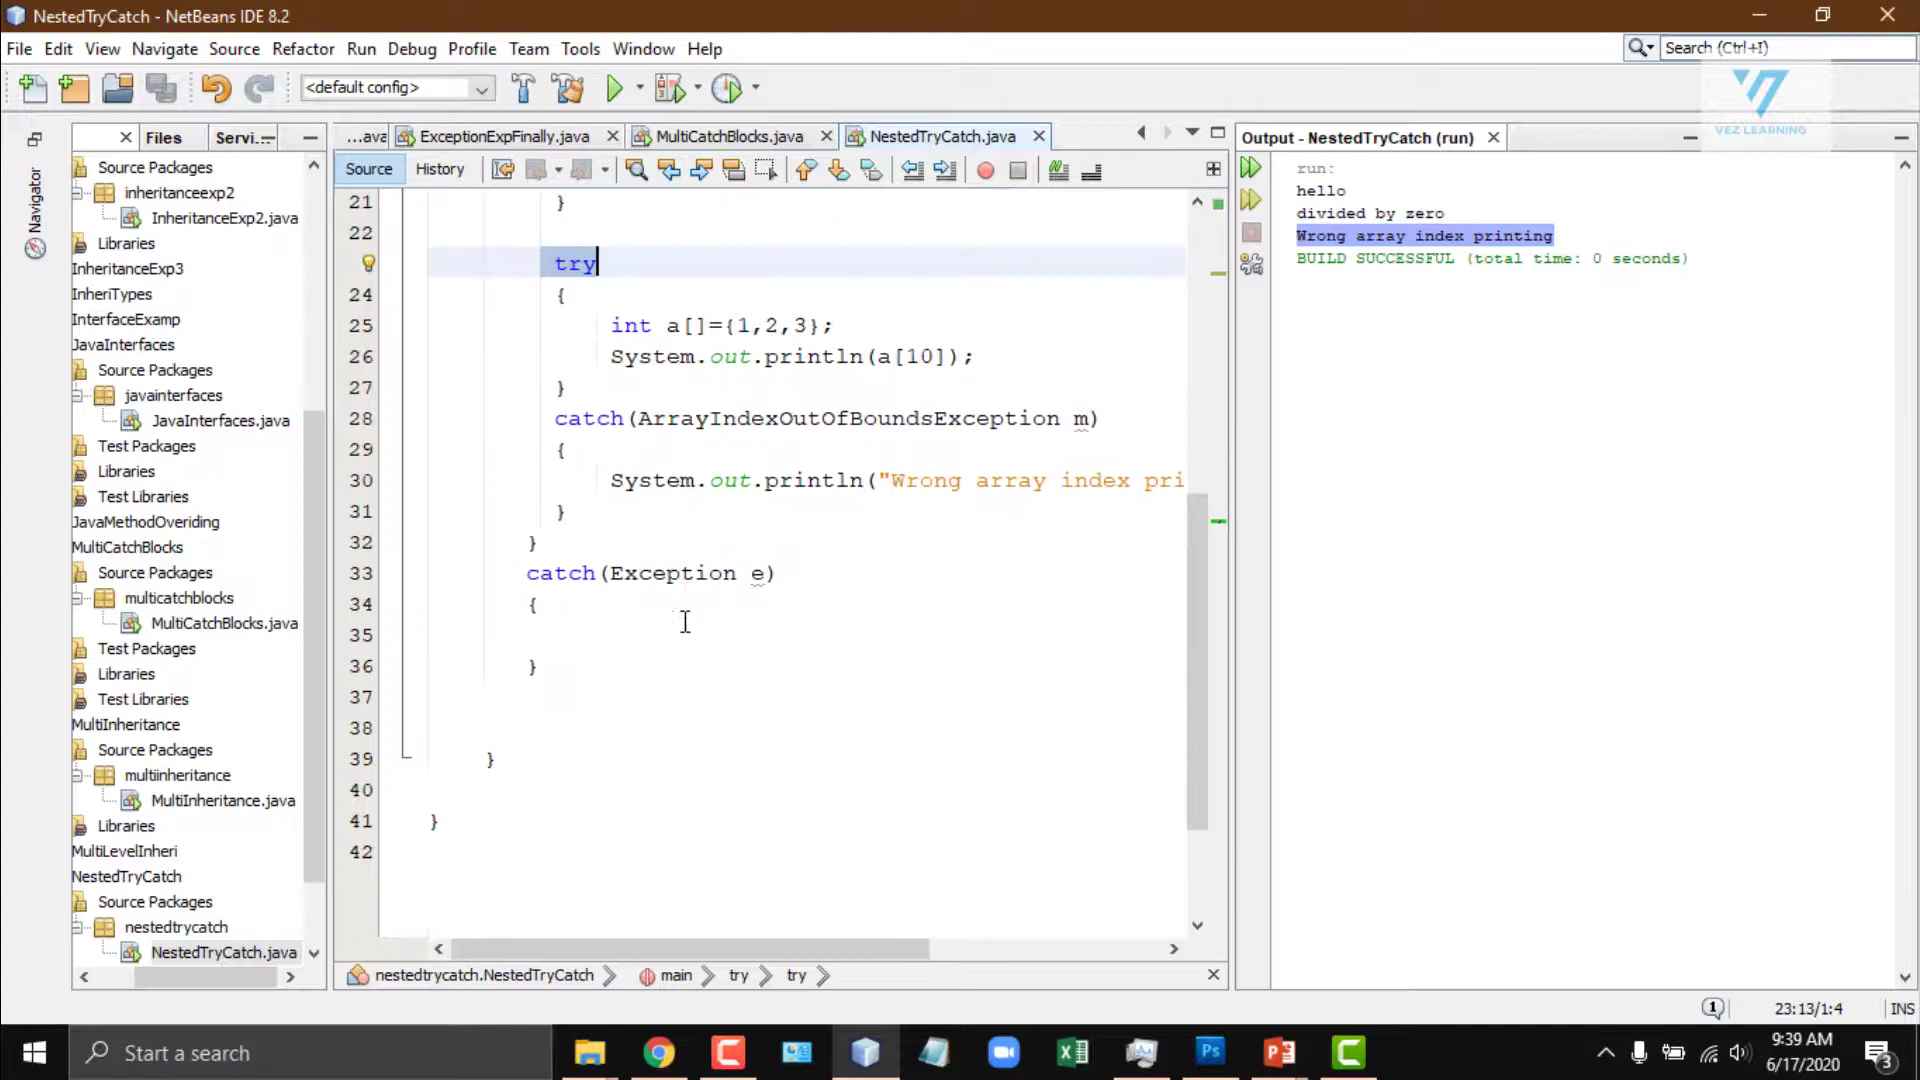 NestedTryCatch - NetBeans IDE 8.2
File Edit View Navigate Source Refactor Run Debug Profile Team Tools Window Help
Search (Ctrl+I)
<default config>
VEZ LEARNING
Files Servi...
...ava ExceptionExpFinally.java MultiCatchBlocks.java NestedTryCatch.java
Output - NestedTryCatch (run)
Source History
Navigator
Source Packages
inheritanceexp2
InheritanceExp2.java
Libraries
InheritanceExp3
InheriTypes
InterfaceExamp
JavaInterfaces
Source Packages
javainterfaces
JavaInterfaces.java
Test Packages
Libraries
Test Libraries
JavaMethodOveriding
MultiCatchBlocks
Source Packages
multicatchblocks
MultiCatchBlocks.java
Test Packages
Libraries
Test Libraries
MultiInheritance
Source Packages
multiinheritance
MultiInheritance.java
Libraries
MultiLevelInheri
NestedTryCatch
Source Packages
nestedtrycatch
NestedTryCatch.java
21 }
22
try
24 {
25 int a[]={1,2,3};
26 System.out.println(a[10]);
27 }
28 catch(ArrayIndexOutOfBoundsException m)
29 {
30 System.out.println("Wrong array index pri
31 }
32 }
33 catch(Exception e)
34 {
35
36 }
37
38
39 }
40
41 }
42
nestedtrycatch.NestedTryCatch main try try
run:
hello
divided by zero
Wrong array index printing
BUILD SUCCESSFUL (total time: 0 seconds)
1 23:13/1:4 INS
Start a search
9:39 AM
6/17/2020
3